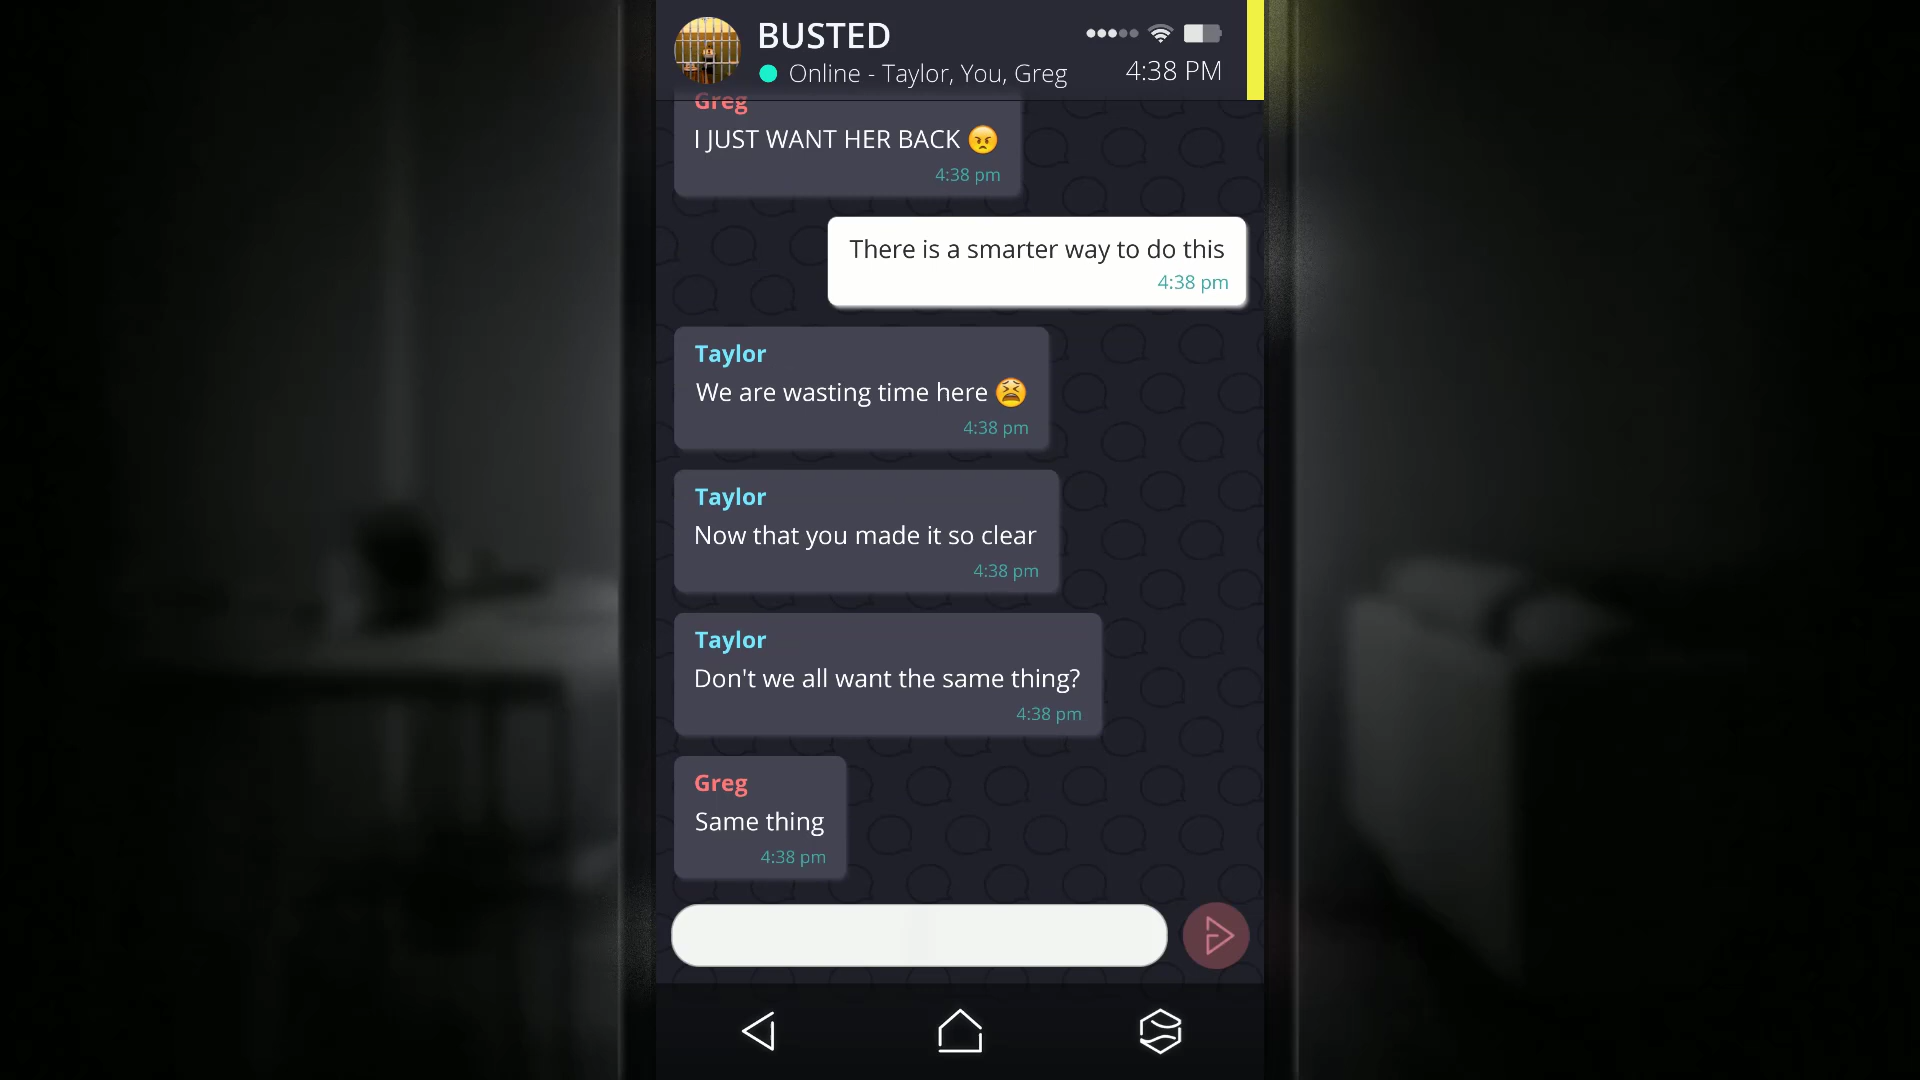 BUSTED
Online - Taylor, You, Greg
4:38 PM
Greg
I JUST WANT HER BACK 😠
4:38 pm
There is a smarter way to do this
4:38 pm
Taylor
We are wasting time here 😫
4:38 pm
Taylor
Now that you made it so clear
4:38 pm
Taylor
Don't we all want the same thing?
4:38 pm
Greg
Same thing
4:38 pm